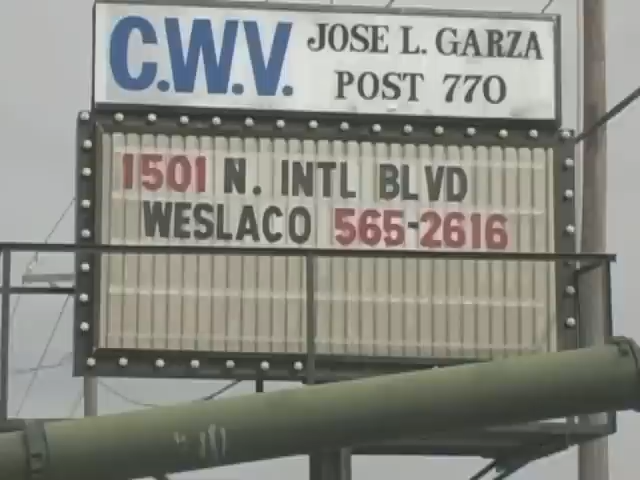 C.W.V. JOSE L. GARZA
POST 770
1501 N. INTL BLVD
WESLACO 565-2616